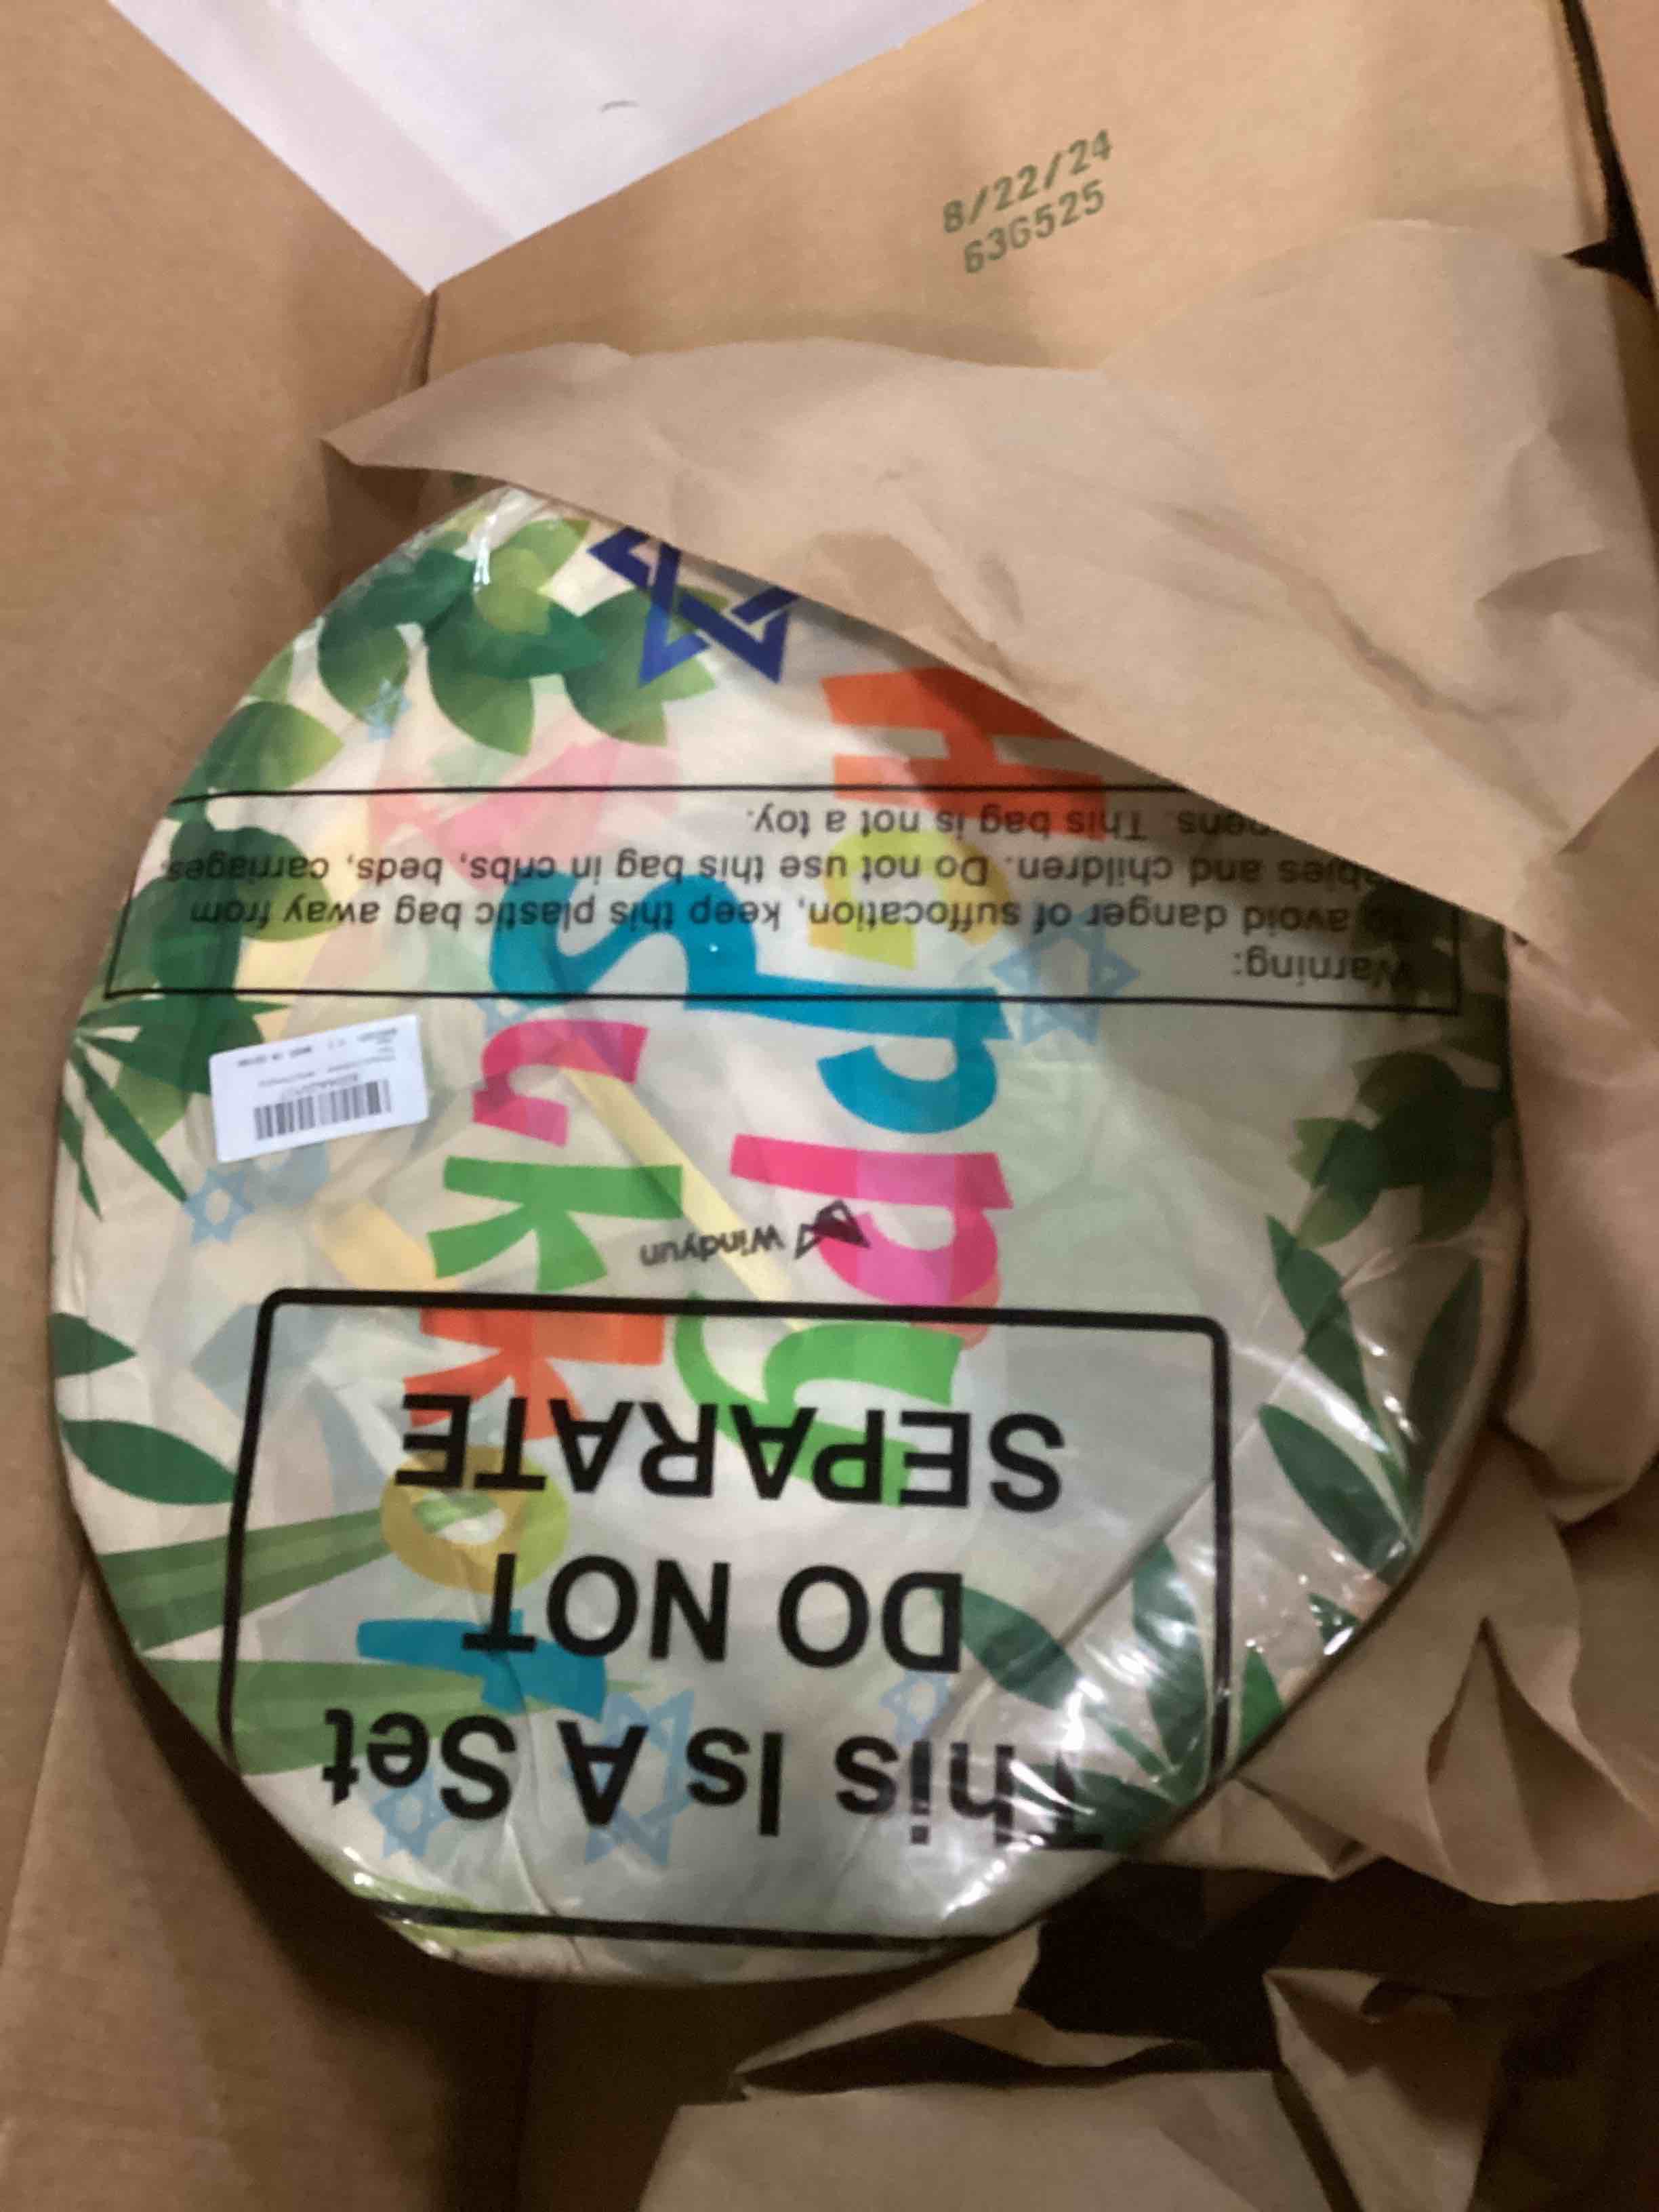 8/22/24
63G525
This Is A Set
DO NOT
SEPARATE
Windyun
Warning:
avoid danger of suffocation, keep this plastic bag away from
and children. Do not use this bag in cribs, beds, carriages
This bag is not a toy.
Happy
Sukkot